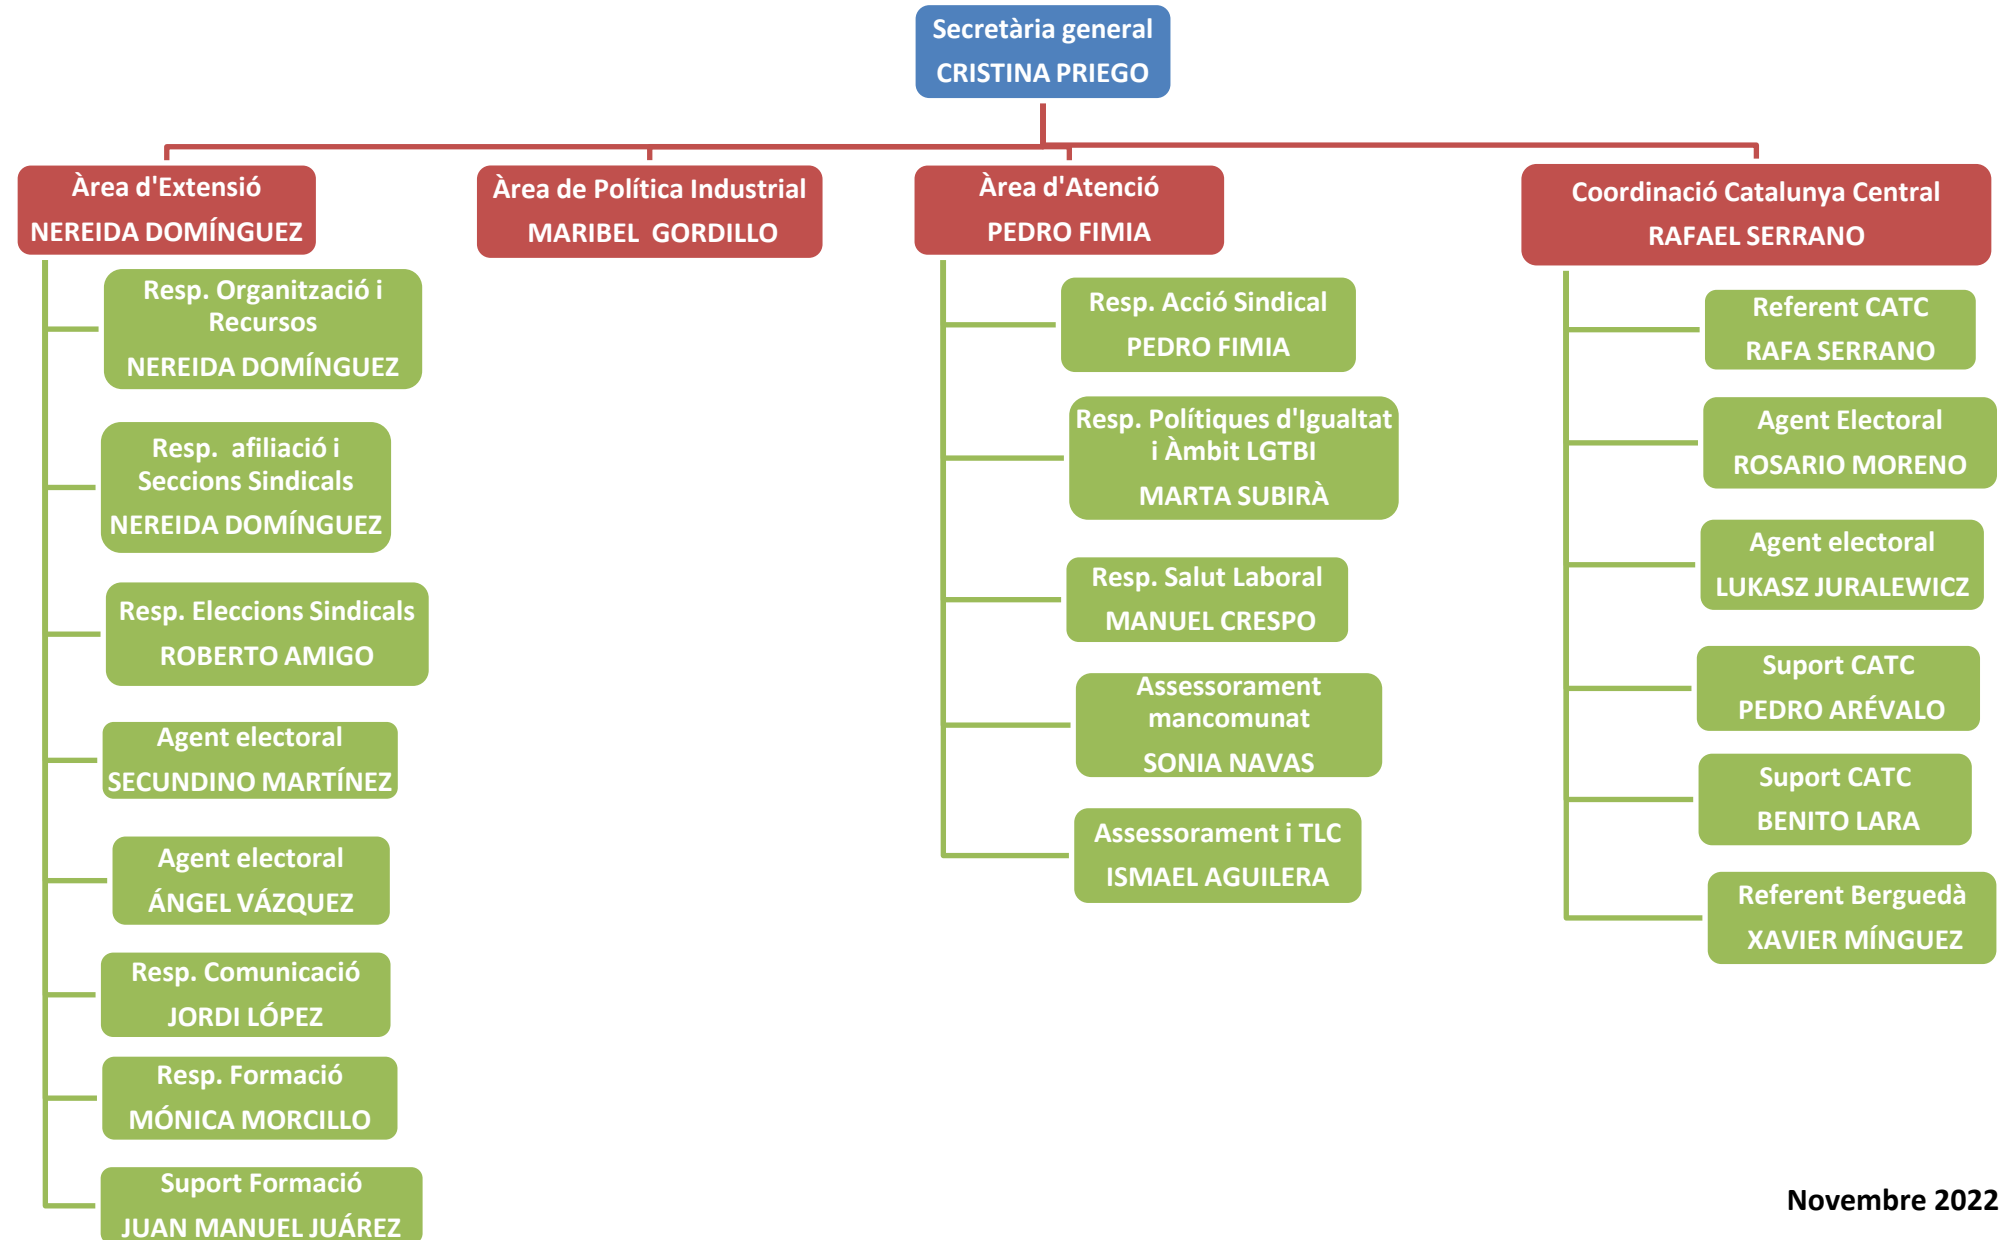 Secretària general
CRISTINA PRIEGO
Àrea d'Extensió
NEREIDA DOMÍNGUEZ
Resp. Organització i
Recursos
NEREIDA DOMÍNGUEZ
Resp. afiliació i
Seccions Sindicals
NEREIDA DOMÍNGUEZ
Resp. Eleccions Sindicals
ROBERTO AMIGO
Agent electoral
SECUNDINO MARTÍNEZ
Agent electoral
ÁNGEL VÁZQUEZ
Resp. Comunicació
JORDI LÓPEZ
Resp. Formació
MÓNICA MORCILLO
Suport Formació
JUAN MANUEL JUÁREZ
Àrea de Política Industrial
MARIBEL GORDILLO
Àrea d'Atenció
PEDRO FIMIA
Resp. Acció Sindical
PEDRO FIMIA
Resp. Polítiques d'Igualtat
i Àmbit LGTBI
MARTA SUBIRÀ
Resp. Salut Laboral
MANUEL CRESPO
Assessorament
mancomunat
SONIA NAVAS
Assessorament i TLC
ISMAEL AGUILERA
Coordinació Catalunya Central
RAFAEL SERRANO
Referent CATC
RAFA SERRANO
Agent Electoral
ROSARIO MORENO
Agent electoral
LUKASZ JURALEWICZ
Suport CATC
PEDRO ARÉVALO
Suport CATC
BENITO LARA
Referent Berguedà
XAVIER MÍNGUEZ
Novembre 2022